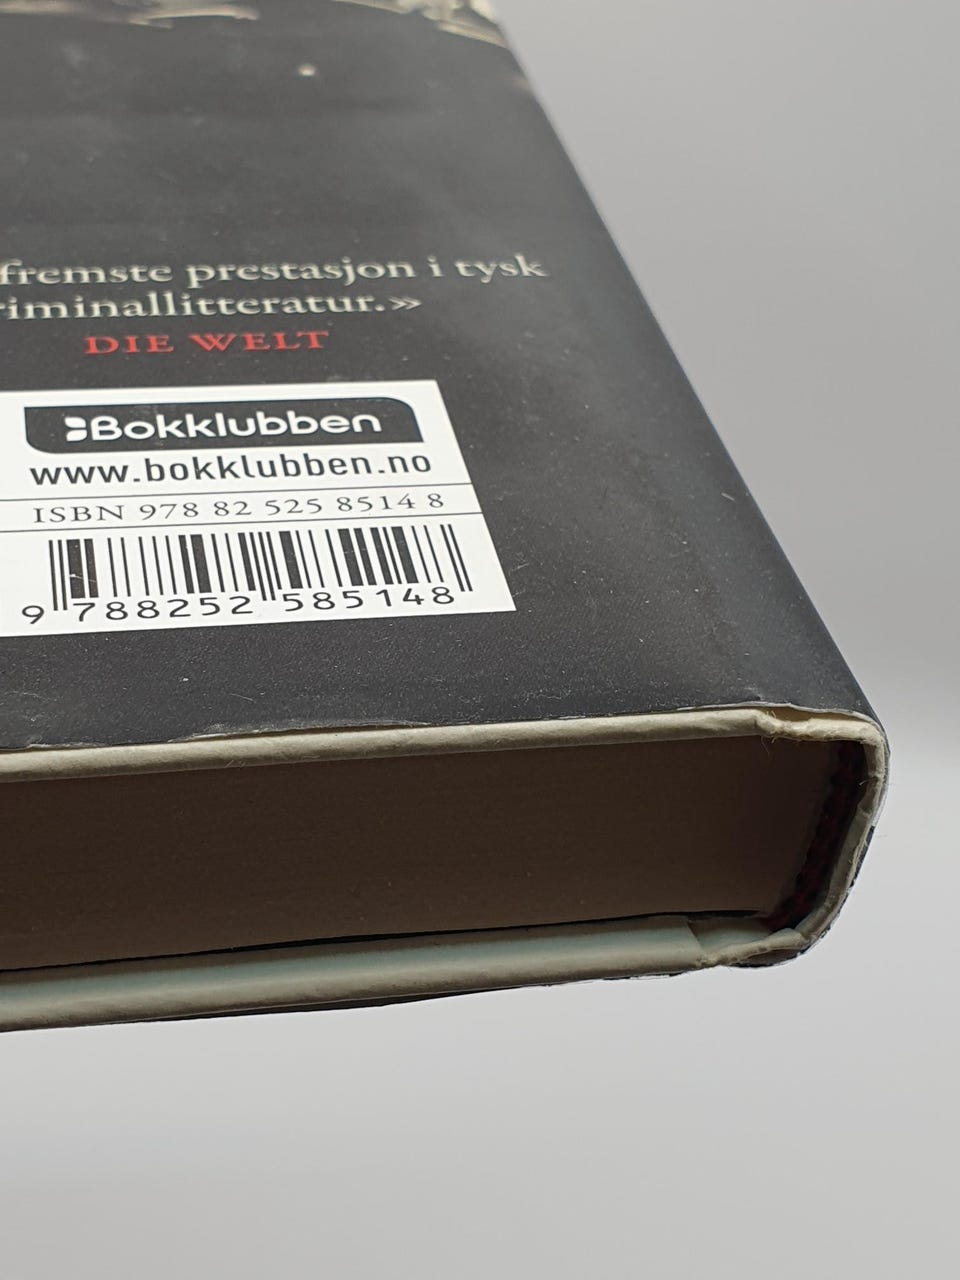 fremste prestasjon i tysk
riminallitteratur.»
DIE WELT
Bokklubben
www.bokklubben.no
ISBN 978 82 525 8514 8
9 788252 585148